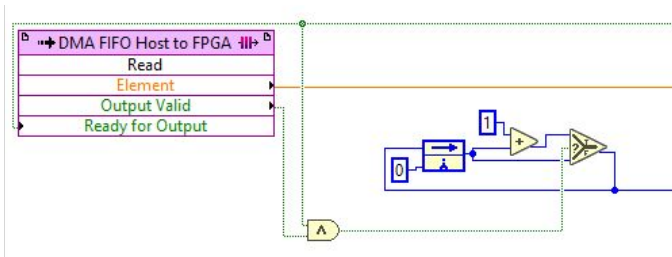 DMA FIFO Host to FPGA
Read
Element
Output Valid
Ready for Output
1
+
0
?
T
F
∧